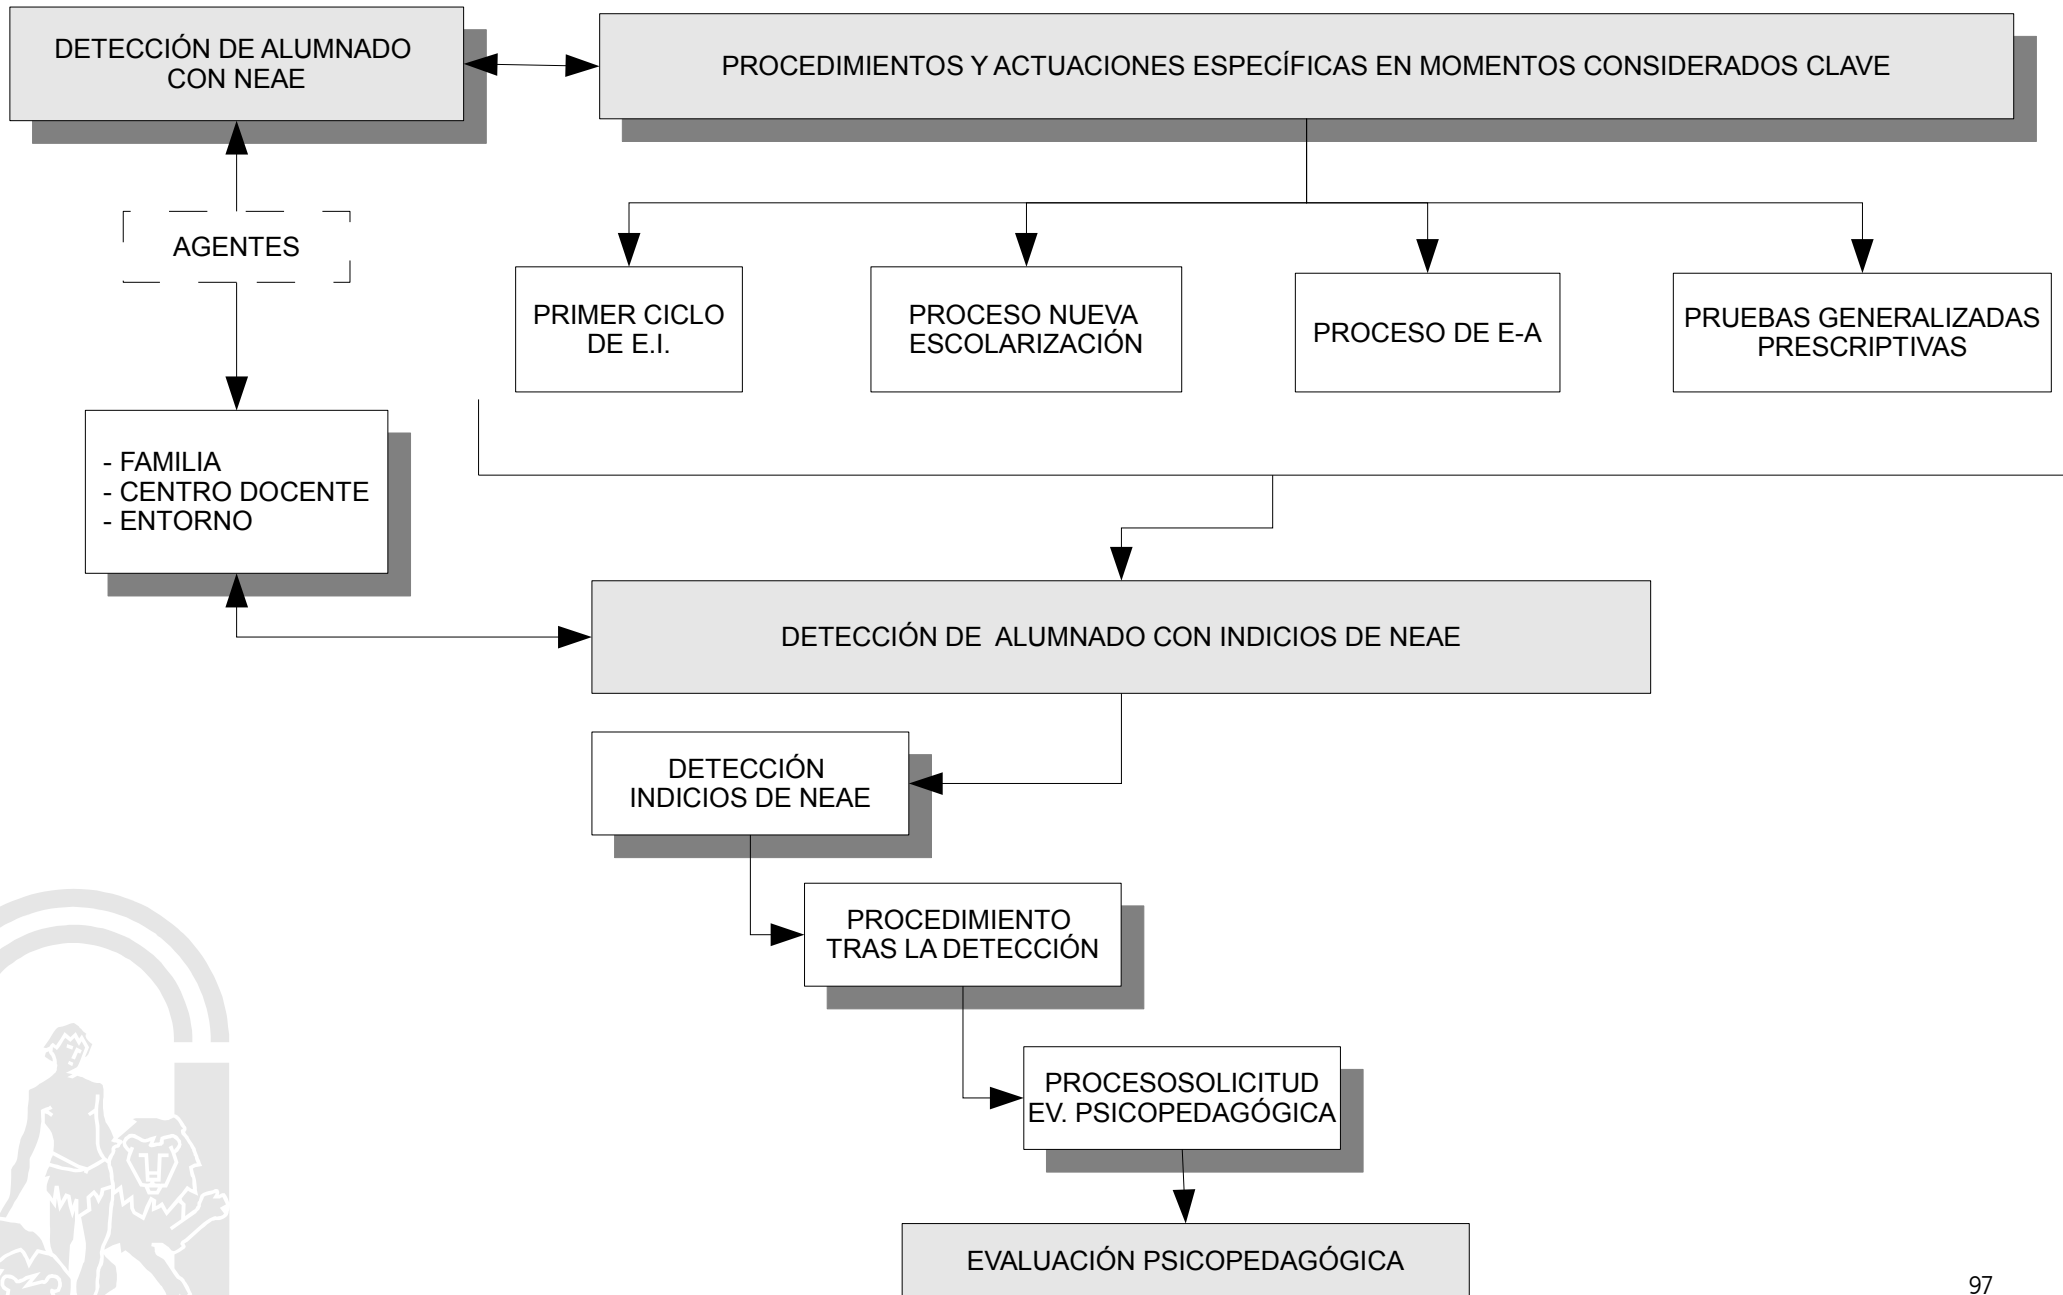 DETECCIÓN DE ALUMNADO
CON NEAE
PROCEDIMIENTOS Y ACTUACIONES ESPECÍFICAS EN MOMENTOS CONSIDERADOS CLAVE
AGENTES
PRIMER CICLO
DE E.I.
PROCESO NUEVA
ESCOLARIZACIÓN
PROCESO DE E-A
PRUEBAS GENERALIZADAS
PRESCRIPTIVAS
- FAMILIA
- CENTRO DOCENTE
- ENTORNO
DETECCIÓN DE ALUMNADO CON INDICIOS DE NEAE
DETECCIÓN
INDICIOS DE NEAE
PROCEDIMIENTO
TRAS LA DETECCIÓN
PROCESOSOLICITUD
EV. PSICOPEDAGÓGICA
EVALUACIÓN PSICOPEDAGÓGICA
97